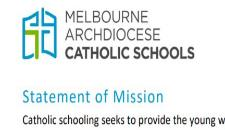 MELBOURNE
ARCHDIOCESE
CATHOLIC SCHOOLS
Statement of Mission
Catholic schooling seeks to provide the young w